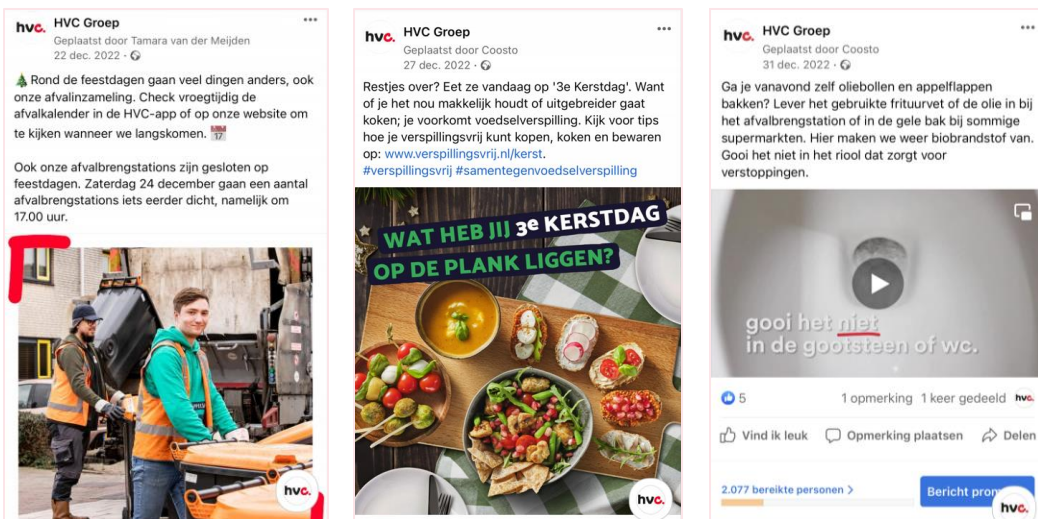 hvc.
HVC Groep
Geplaatst door Tamara van der Meijden
22 dec. 2022 ·
Rond de feestdagen gaan veel dingen anders, ook
onze afvalinzameling. Check vroegtijdig de
afvalkalender in de HVC-app of op onze website om
te kijken wanneer we langskomen.
Ook onze afvalbrengstations zijn gesloten op
feestdagen. Zaterdag 24 december gaan een aantal
afvalbrengstations iets eerder dicht, namelijk om
17.00 uur.
hvc.
hvc.
HVC Groep
Geplaatst door Coosto
27 dec. 2022 ·
Restjes over? Eet ze vandaag op '3e Kerstdag'. Want
of je het nou makkelijk houdt of uitgebreider gaat
koken; je voorkomt voedselverspilling. Kijk voor tips
hoe je verspillingsvrij kunt kopen, koken en bewaren
op: www.verspillingsvrij.nl/kerst.
#verspillingsvrij #samentegenvoedselverspilling
WAT HEB JIJ 3e KERSTDAG
OP DE PLANK LIGGEN?
hvc.
hvc.
HVC Groep
Geplaatst door Coosto
31 dec. 2022 ·
Ga je vanavond zelf oliebollen en appelflappen
bakken? Lever het gebruikte frituurvet of de olie in bij
het afvalbrengstation of in de gele bak bij sommige
supermarkten. Hier maken we weer biobrandstof van.
Gooi het niet in het riool dat zorgt voor
verstoppingen.
gooi het niet
in de gootsteen of wc.
5
1 opmerking 1 keer gedeeld hvc.
Vind ik leuk Opmerking plaatsen Delen
2.077 bereikte personen
Bericht
hvc.